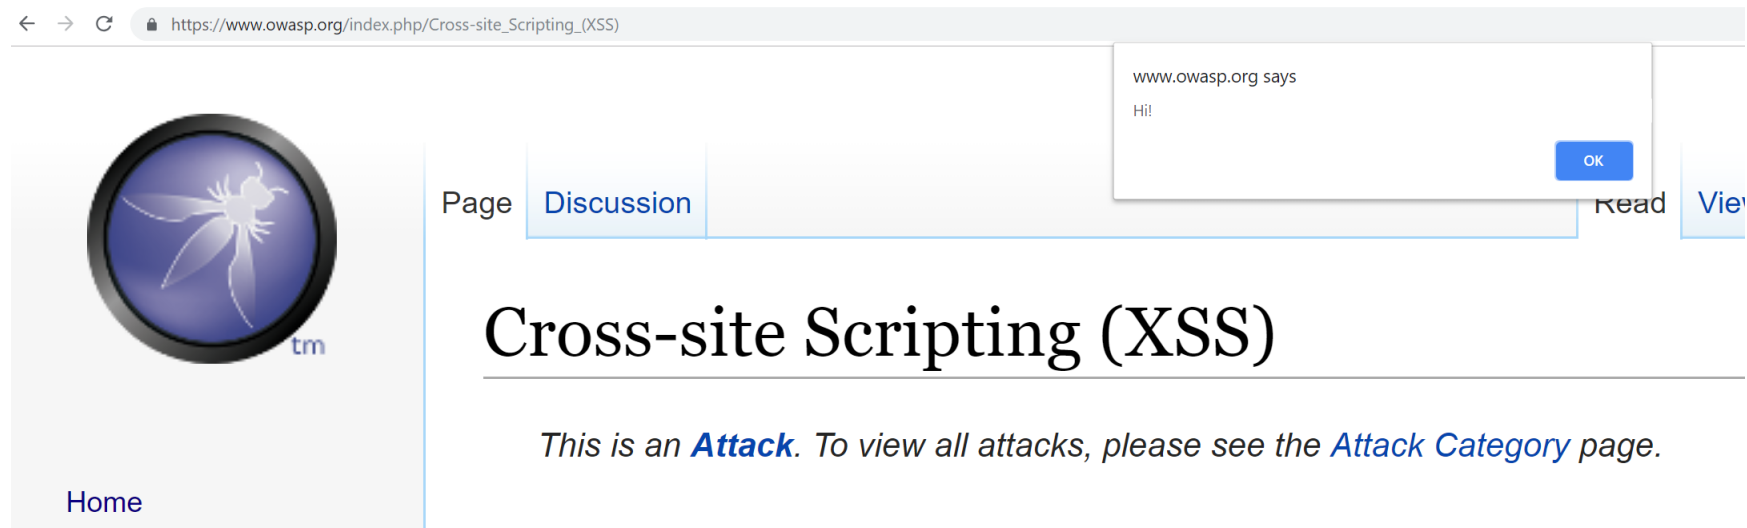 https://www.owasp.org/index.php/Cross-site_Scripting_(XSS)
www.owasp.org says
Hi!
OK
tm
Page Discussion Read
Cross-site Scripting (XSS)
This is an Attack. To view all attacks, please see the Attack Category page.
Home